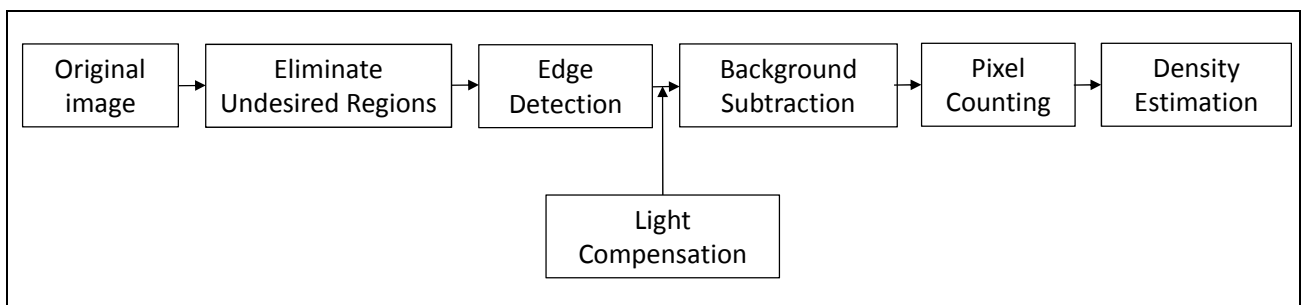 Original
image
Eliminate
Undesired Regions
Edge
Detection
Background
Subtraction
Pixel
Counting
Density
Estimation
Light
Compensation